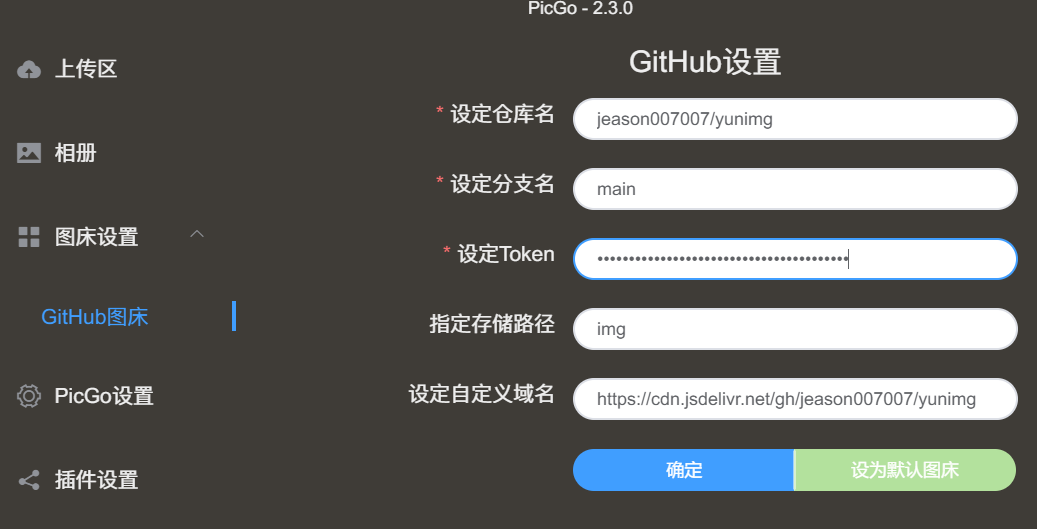 PicGo - 2.3.0
上传区
相册
图床设置
GitHub图床
PicGo设置
插件设置
GitHub设置
* 设定仓库名 jeason007007/yunimg
* 设定分支名 main
* 设定Token ••••••••••••••••••••••••••••••••••••••••
指定存储路径 img
设定自定义域名 https://cdn.jsdelivr.net/gh/jeason007007/yunimg
确定 设为默认图床